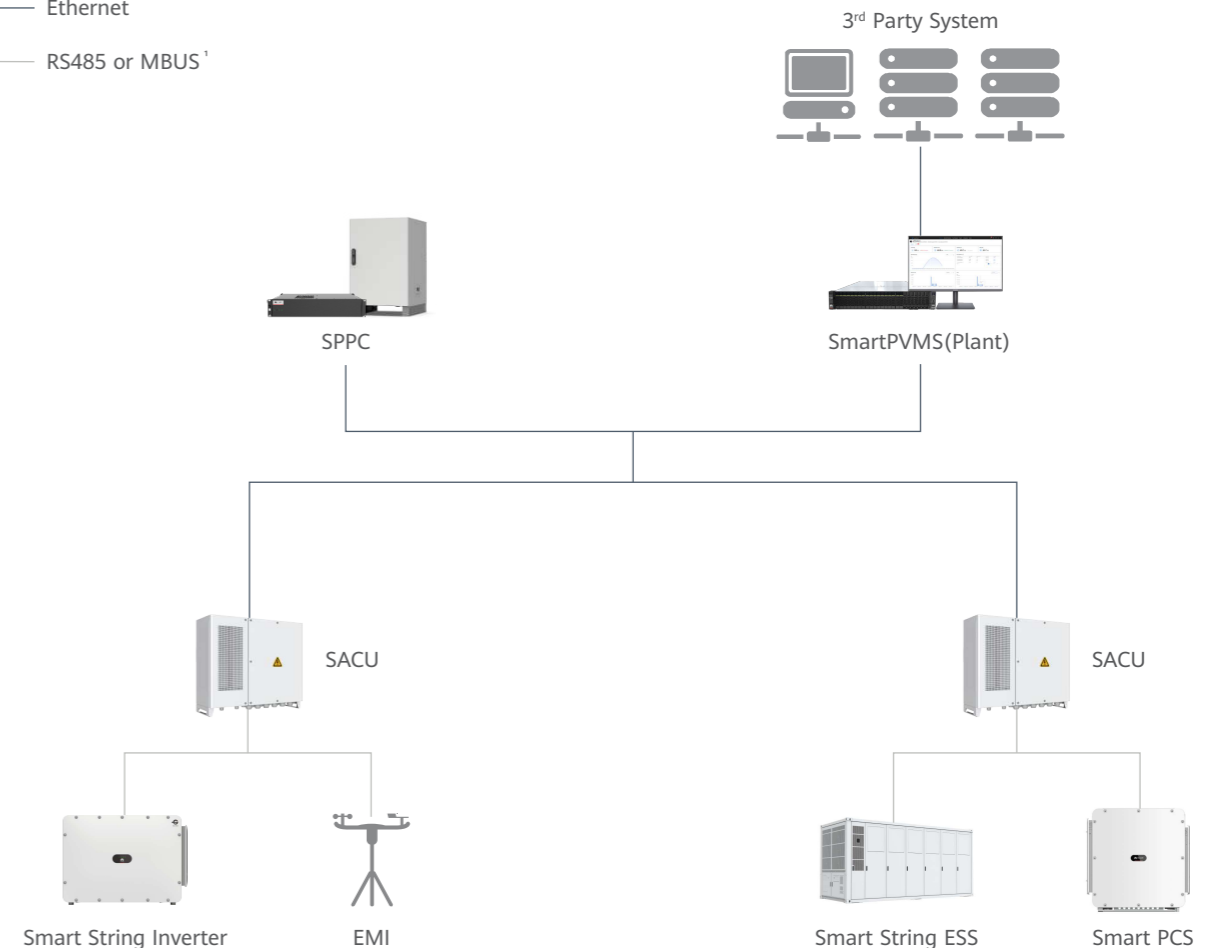 Ethernet
3rd Party System
RS485 or MBUS¹
SPPC
SmartPVMS(Plant)
SACU
SACU
Smart String Inverter
EMI
Smart String ESS
Smart PCS